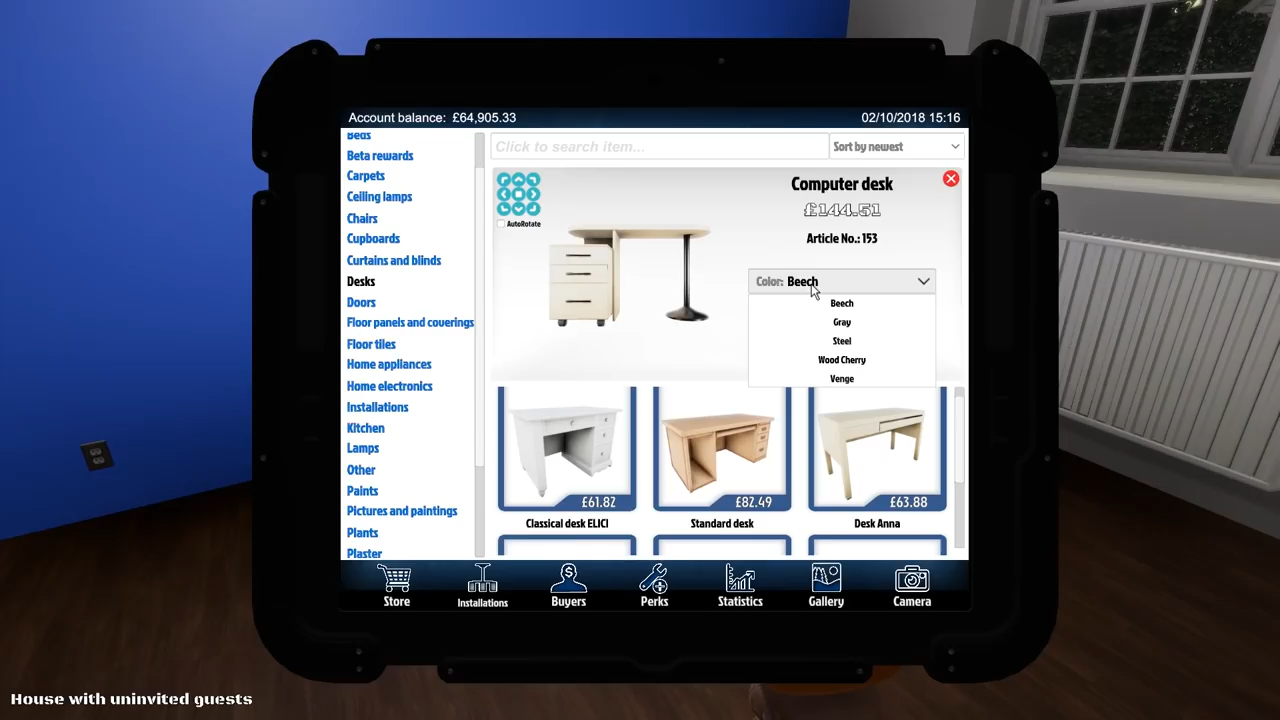 Account balance: £64,905.33
02/10/2018 15:16
Beds
Beta rewards
Carpets
Ceiling lamps
Chairs
Cupboards
Curtains and blinds
Desks
Doors
Floor panels and coverings
Floor tiles
Home appliances
Home electronics
Installations
Kitchen
Lamps
Other
Paints
Pictures and paintings
Plants
Plaster
Click to search item...
Sort by newest
AutoRotate
Computer desk
£144.51
Article No.: 153
Color: Beech
Beech
Gray
Steel
Wood Cherry
Venge
£61.82
£82.49
£63.88
Classical desk ELICI
Standard desk
Desk Anna
Store
Installations
Buyers
Perks
Statistics
Gallery
Camera
House with uninvited guests